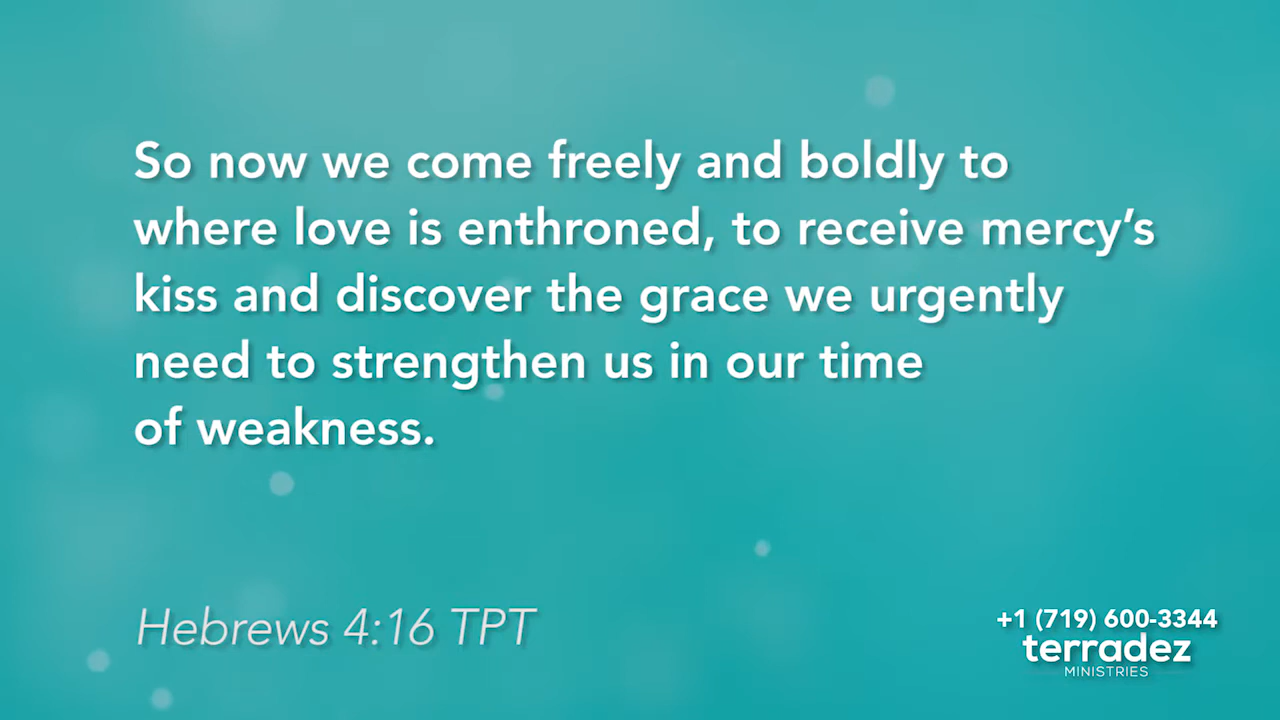 So now we come freely and boldly to
where love is enthroned, to receive mercy’s
kiss and discover the grace we urgently
need to strengthen us in our time
of weakness.
Hebrews 4:16 TPT
+1 (719) 600-3344
terradez
MINISTRIES